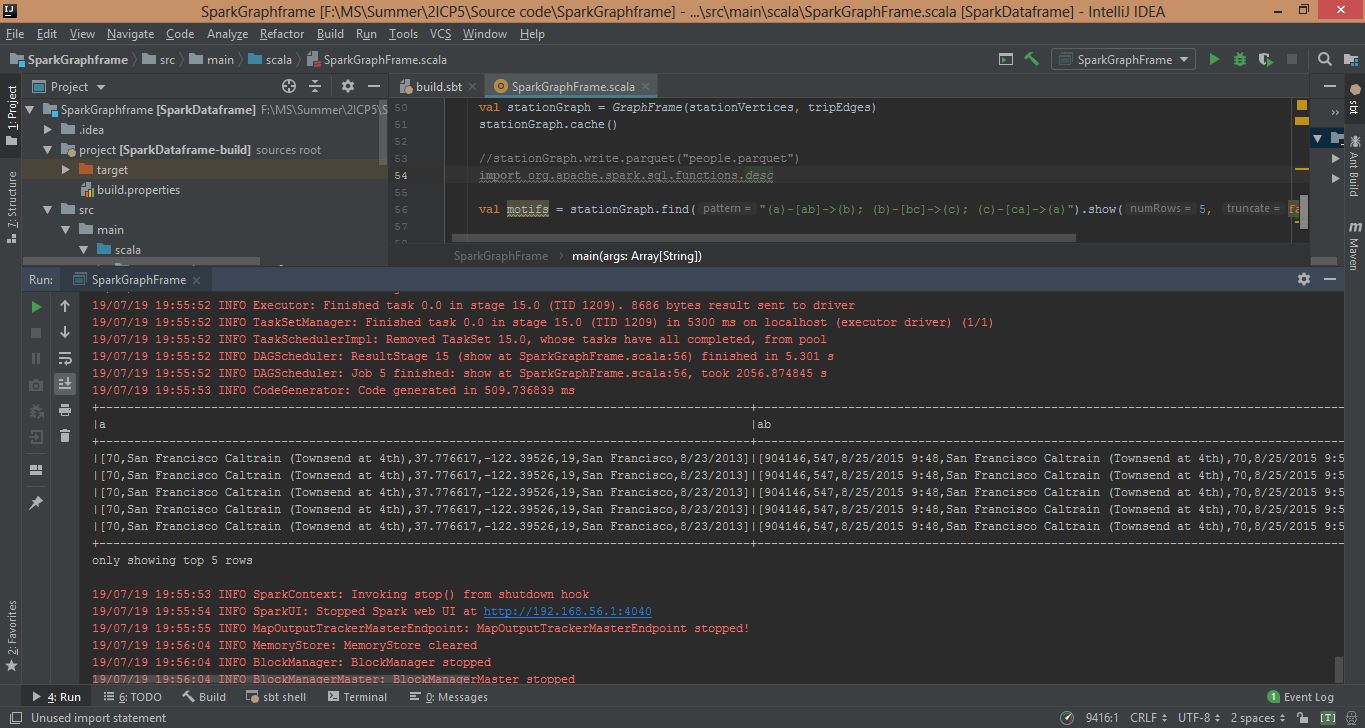 SparkGraphframe [F:\MS\Summer\2ICP5\Source code\SparkGraphframe] - ...\src\main\scala\SparkGraphFrame.scala [SparkDataframe] - IntelliJ IDEA
File Edit View Navigate Code Analyze Refactor Build Run Tools VCS Window Help
SparkGraphframe src main scala SparkGraphFrame.scala SparkGraphFrame
1: Project
7: Structure
2: Favorites
Project
SparkGraphframe [SparkDataframe] F:\MS\Summer\2ICP5\S
.idea
project [SparkDataframe-build] sources root
target
build.properties
src
main
scala
build.sbt SparkGraphFrame.scala
50 val stationGraph = GraphFrame(stationVertices, tripEdges)
51 stationGraph.cache()
52
53 //stationGraph.write.parquet("people.parquet")
54 import org.apache.spark.sql.functions.desc
55
56 val motifs = stationGraph.find( pattern = "(a)-[ab]->(b); (b)-[bc]->(c); (c)-[ca]->(a)").show( numRows = 5, truncate = fa
57
SparkGraphFrame > main(args: Array[String])
sbt
Ant Build
Maven
Run: SparkGraphFrame
19/07/19 19:55:52 INFO Executor: Finished task 0.0 in stage 15.0 (TID 1209). 8686 bytes result sent to driver
19/07/19 19:55:52 INFO TaskSetManager: Finished task 0.0 in stage 15.0 (TID 1209) in 5300 ms on localhost (executor driver) (1/1)
19/07/19 19:55:52 INFO TaskSchedulerImpl: Removed TaskSet 15.0, whose tasks have all completed, from pool
19/07/19 19:55:52 INFO DAGScheduler: ResultStage 15 (show at SparkGraphFrame.scala:56) finished in 5.301 s
19/07/19 19:55:52 INFO DAGScheduler: Job 5 finished: show at SparkGraphFrame.scala:56, took 2056.874845 s
19/07/19 19:55:53 INFO CodeGenerator: Code generated in 509.736839 ms
|a |ab
|[70,San Francisco Caltrain (Townsend at 4th),37.776617,-122.39526,19,San Francisco,8/23/2013]|[904146,547,8/25/2015 9:48,San Francisco Caltrain (Townsend at 4th),70,8/25/2015 9:5
|[70,San Francisco Caltrain (Townsend at 4th),37.776617,-122.39526,19,San Francisco,8/23/2013]|[904146,547,8/25/2015 9:48,San Francisco Caltrain (Townsend at 4th),70,8/25/2015 9:5
|[70,San Francisco Caltrain (Townsend at 4th),37.776617,-122.39526,19,San Francisco,8/23/2013]|[904146,547,8/25/2015 9:48,San Francisco Caltrain (Townsend at 4th),70,8/25/2015 9:5
|[70,San Francisco Caltrain (Townsend at 4th),37.776617,-122.39526,19,San Francisco,8/23/2013]|[904146,547,8/25/2015 9:48,San Francisco Caltrain (Townsend at 4th),70,8/25/2015 9:5
|[70,San Francisco Caltrain (Townsend at 4th),37.776617,-122.39526,19,San Francisco,8/23/2013]|[904146,547,8/25/2015 9:48,San Francisco Caltrain (Townsend at 4th),70,8/25/2015 9:5
only showing top 5 rows
19/07/19 19:55:53 INFO SparkContext: Invoking stop() from shutdown hook
19/07/19 19:55:54 INFO SparkUI: Stopped Spark web UI at http://192.168.56.1:4040
19/07/19 19:55:55 INFO MapOutputTrackerMasterEndpoint: MapOutputTrackerMasterEndpoint stopped!
19/07/19 19:56:04 INFO MemoryStore: MemoryStore cleared
19/07/19 19:56:04 INFO BlockManager: BlockManager stopped
19/07/19 19:56:04 INFO BlockManagerMaster: BlockManagerMaster stopped
4: Run 6: TODO Build sbt shell Terminal 0: Messages 1 Event Log
Unused import statement 9416:1 CRLF UTF-8 2 spaces [T]